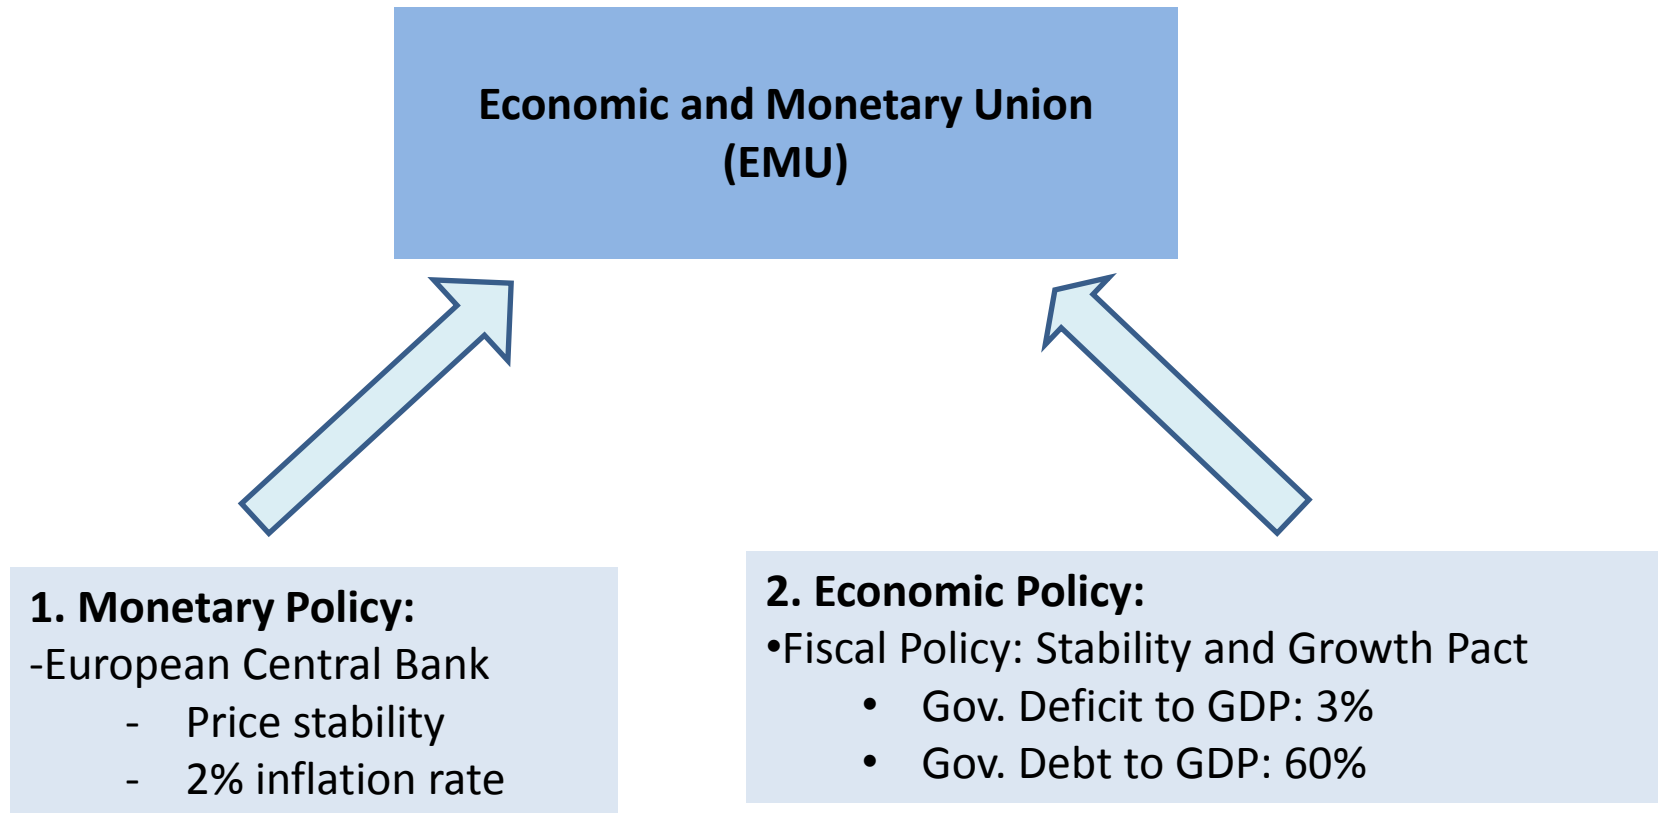 Economic and Monetary Union
(EMU)
1. Monetary Policy:
-European Central Bank
- Price stability
- 2% inflation rate
2. Economic Policy:
•Fiscal Policy: Stability and Growth Pact
• Gov. Deficit to GDP: 3%
• Gov. Debt to GDP: 60%